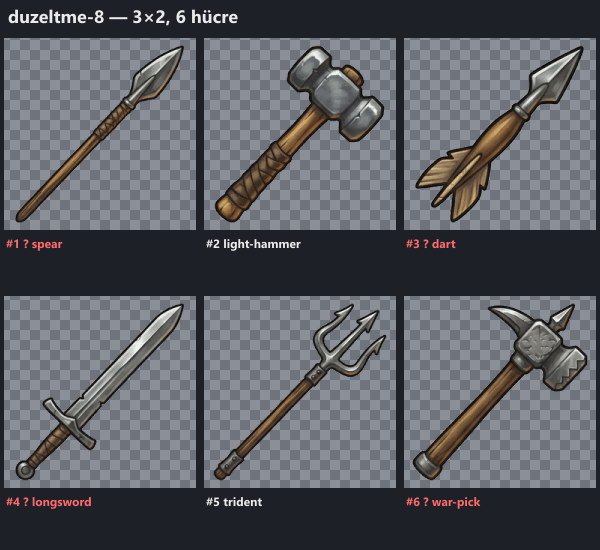 duzeltme-8 — 3×2, 6 hücre
#1 ? spear
#2 light-hammer
#3 ? dart
#4 ? longsword
#5 trident
#6 ? war-pick